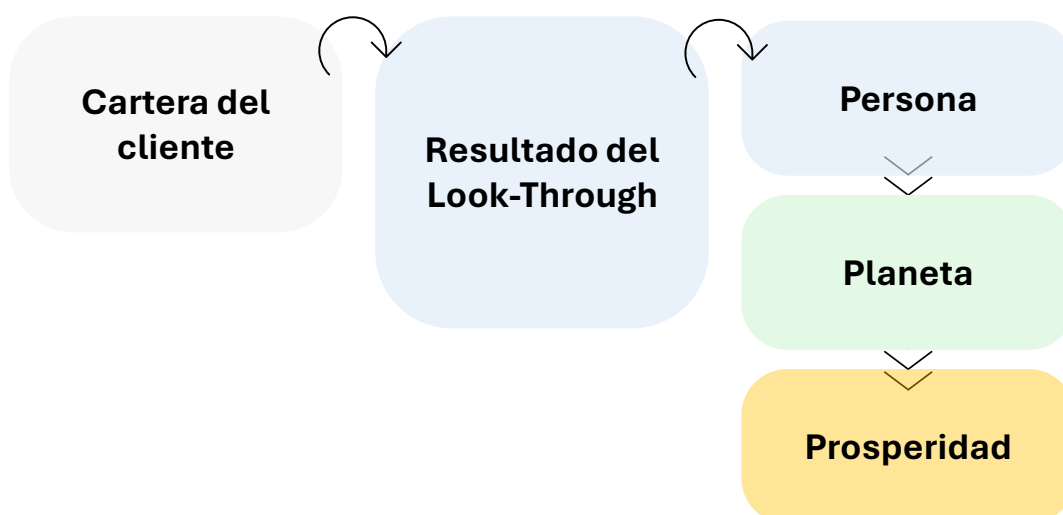 Cartera del
cliente
Resultado del
Look-Through
Persona
Planeta
Prosperidad